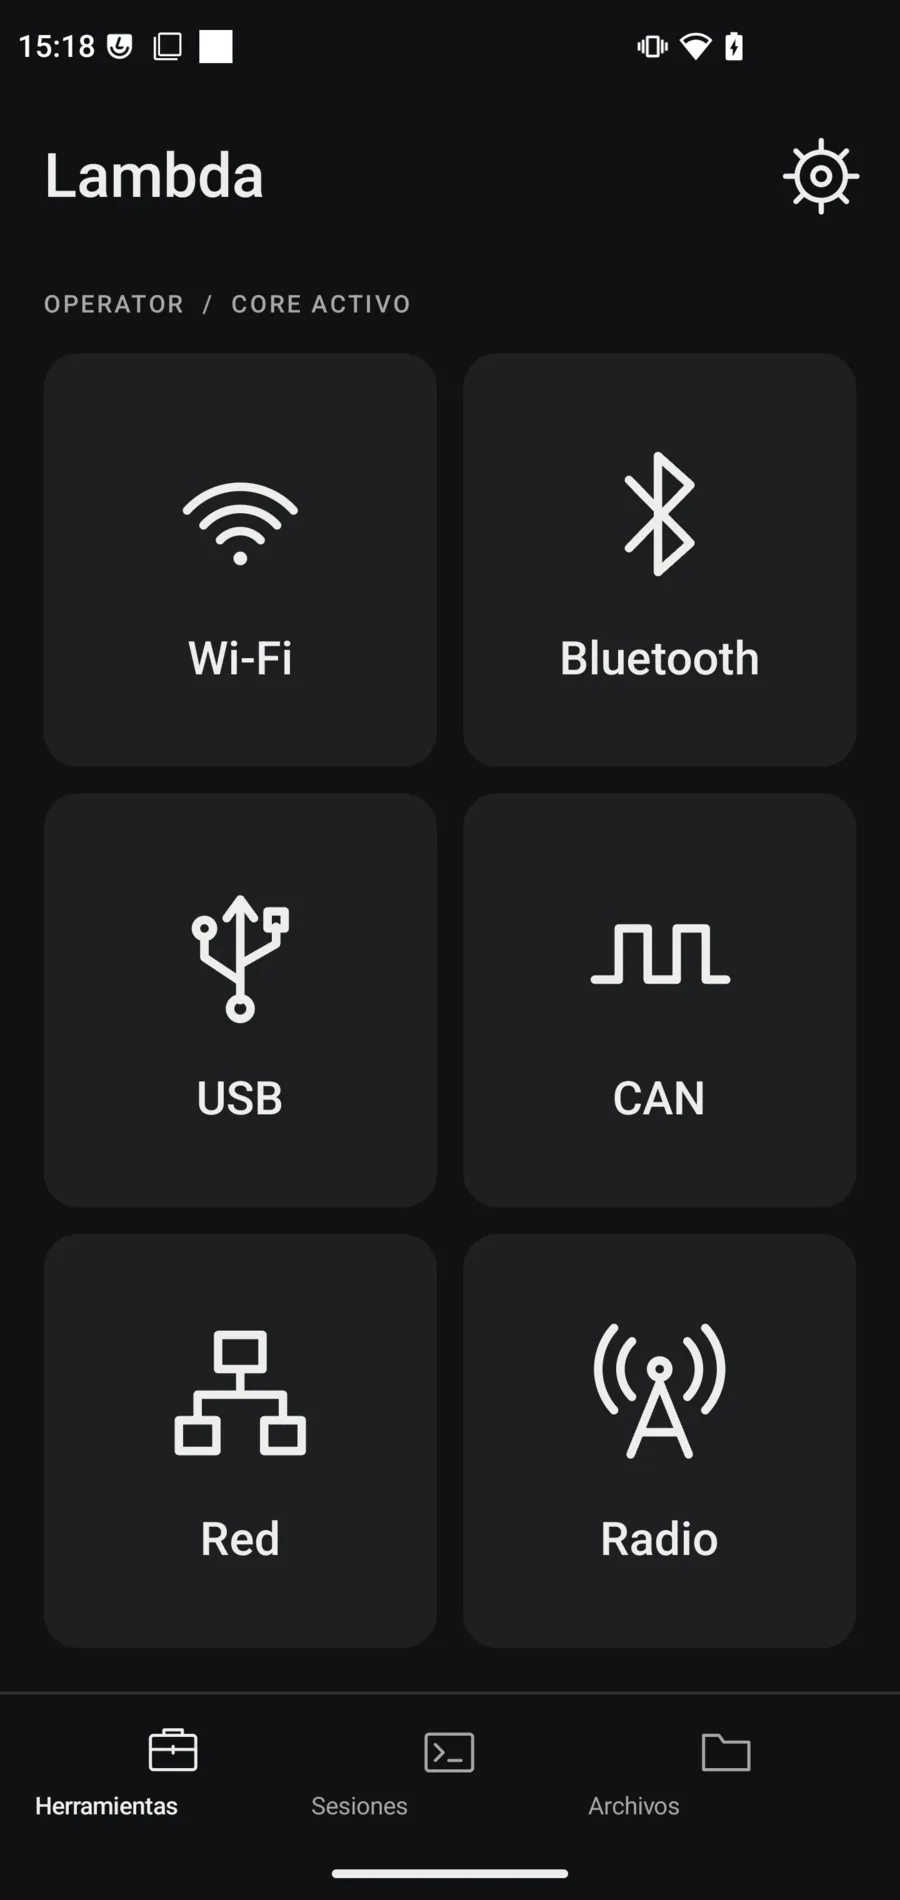 15:18
Lambda
OPERATOR / CORE ACTIVO
Wi-Fi
Bluetooth
USB
CAN
Red
Radio
Herramientas
Sesiones
Archivos